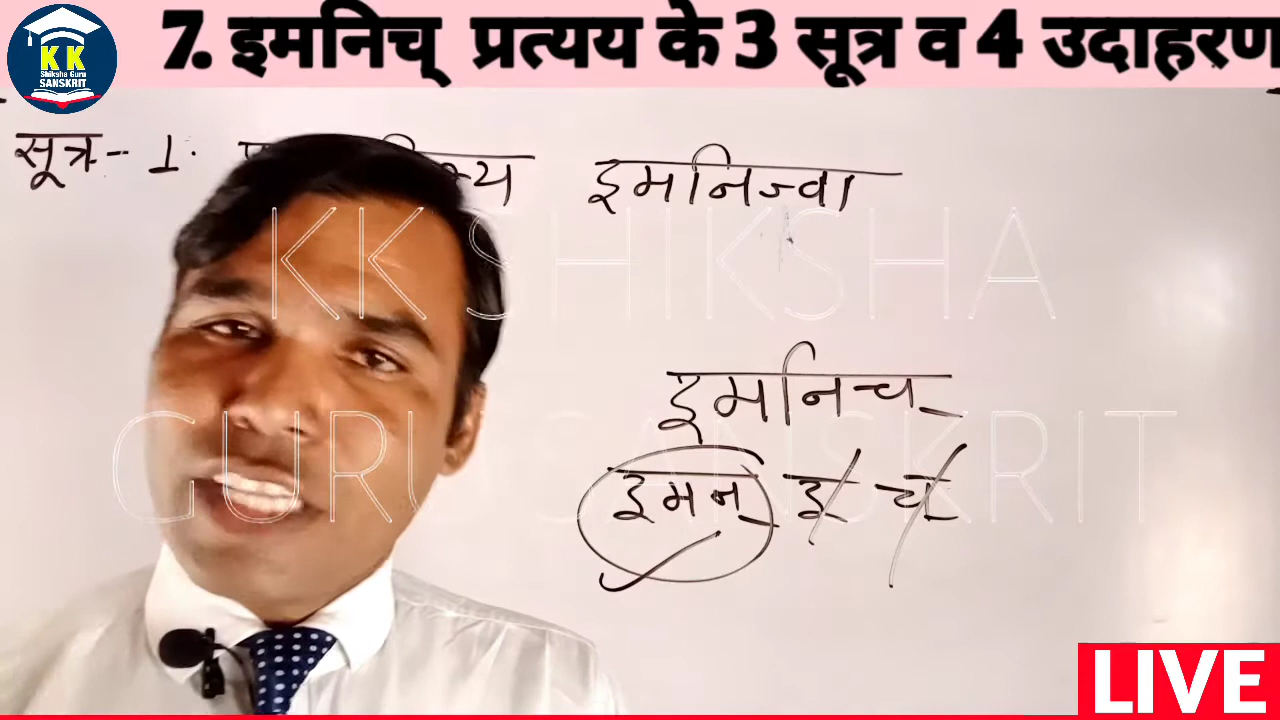 7. इमनिच् प्रत्यय के 3 सूत्र व 4 उदाहरण
KK
Shiksha Guru
SANSKRIT
सूत्र - 1. इमनिज्वा
KK SHIKSHA
GURU SANSKRIT
इमनिच्
इमन् इ च्
LIVE